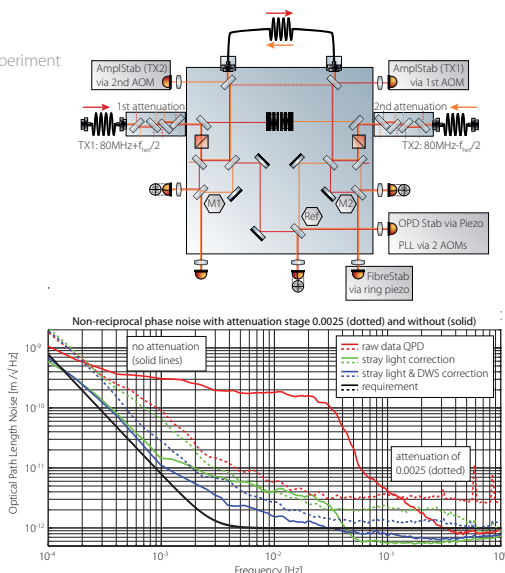 periment
AmplStab (TX2)
via 2nd AOM
AmplStab (TX1)
via 1st AOM
1st attenuation
2nd attenuation
TX1: 80MHz+fhet/2
TX2: 80MHz-fhet/2
M1
M2
Ref
OPD Stab via Piezo
PLL via 2 AOMs
FibreStab
via ring piezo
Non-reciprocal phase noise with attenuation stage 0.0025 (dotted) and without (solid)
no attenuation
(solid lines)
raw data QPD
stray light correction
stray light & DWS correction
requirement
attenuation of
0.0025 (dotted)
Optical Path Length Noise [m/√Hz]
10-9
10-10
10-11
10-12
10-4
10-3
10-2
10-1
Frequency [Hz]